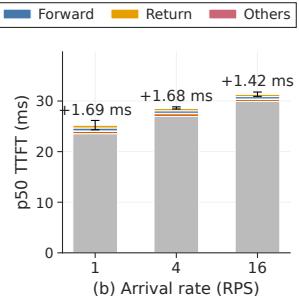 Forward Return Others
+1.69 ms
+1.68 ms
+1.42 ms
p50 TTFT (ms)
30
20
10
0
1 4 16
(b) Arrival rate (RPS)